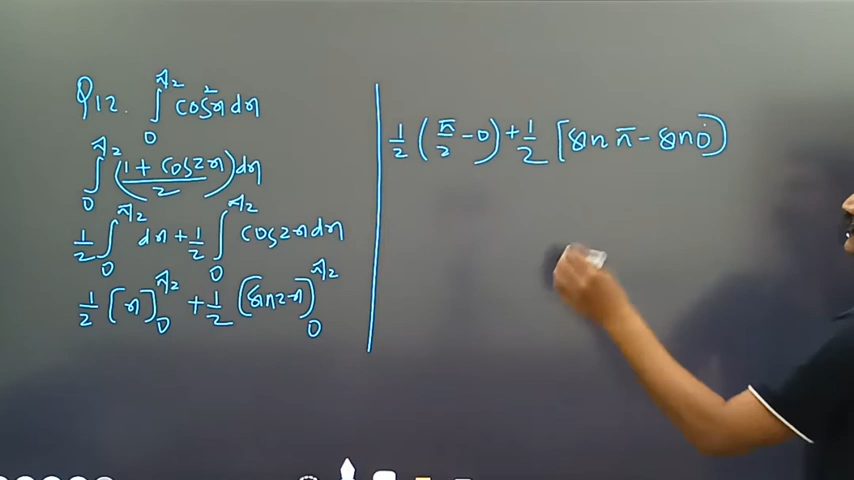 Q12. ∫₀^{π/2} cos²x dx
∫₀^{π/2} (1 + cos2x / 2) dx
1/2 ∫₀^{π/2} dx + 1/2 ∫₀^{π/2} cos2x dx
1/2 [x]₀^{π/2} + 1/2 (sin2x)₀^{π/2}
1/2 (π/2 - 0) + 1/2 [sin π - sin 0]